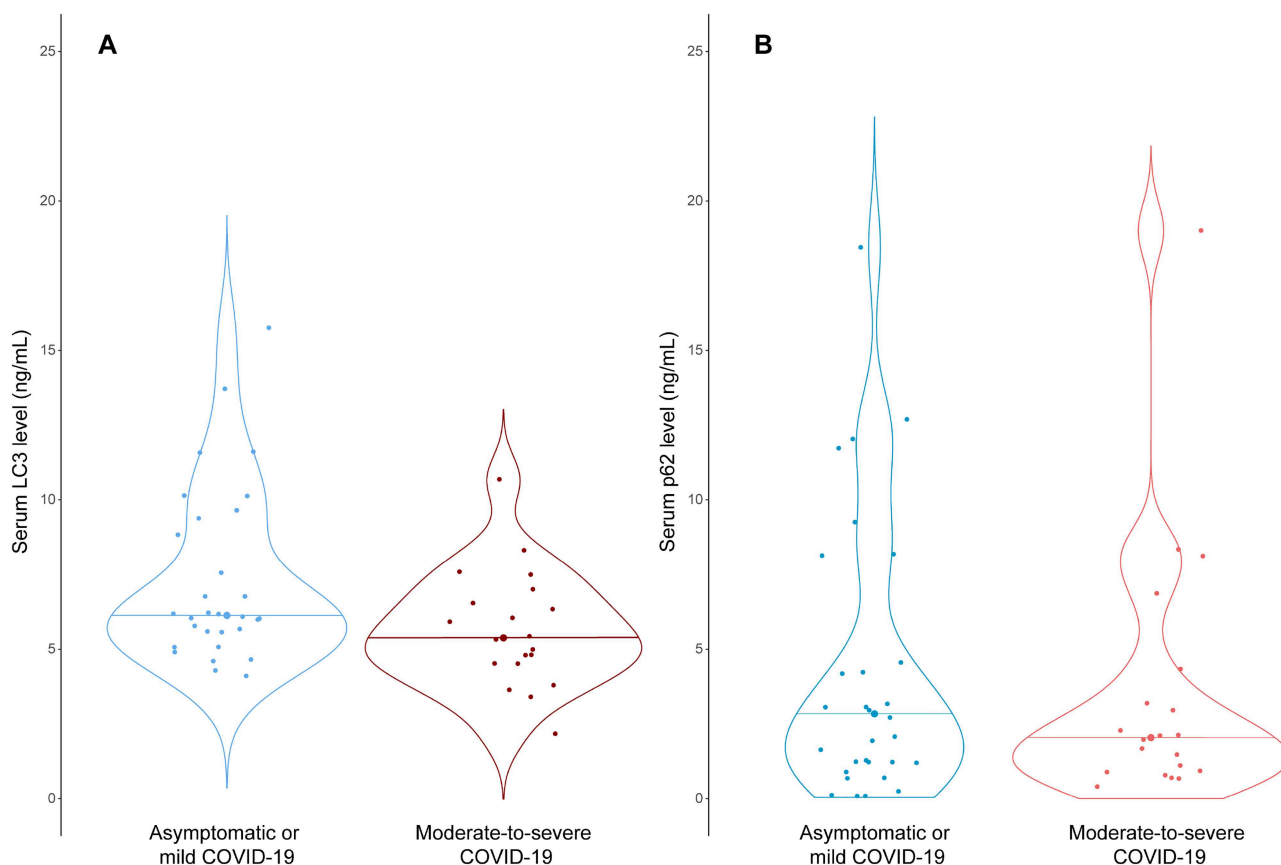 A
25
20
15
10
5
0
Serum LC3 level (ng/mL)
Asymptomatic or
mild COVID-19
Moderate-to-severe
COVID-19
B
25
20
15
10
5
0
Serum p62 level (ng/mL)
Asymptomatic or
mild COVID-19
Moderate-to-severe
COVID-19